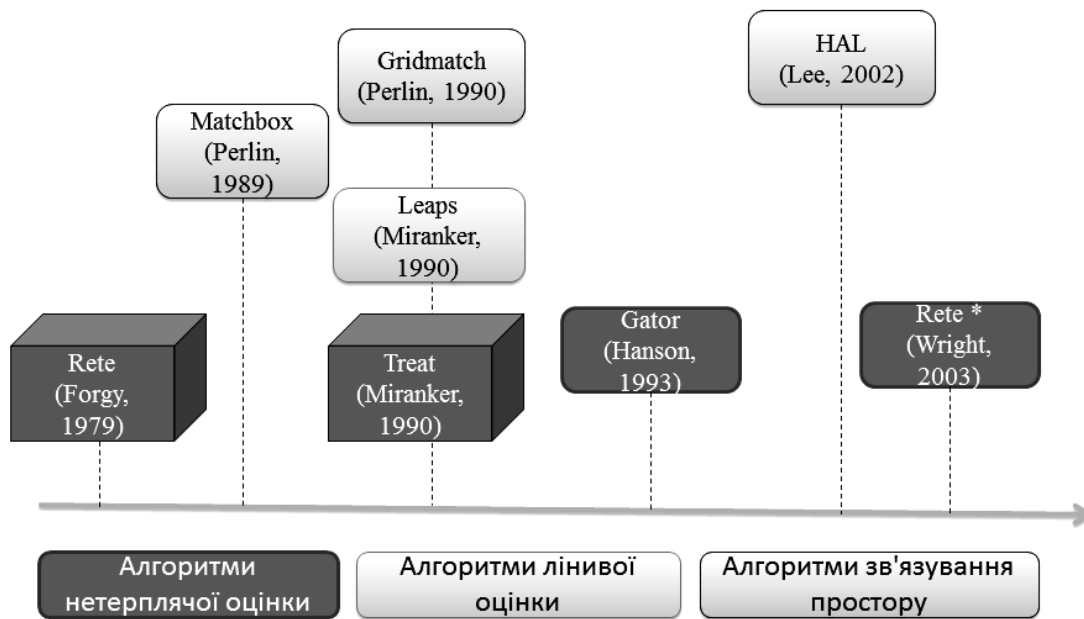 HAL
(Lee, 2002)
Gridmatch
(Perlin, 1990)
Matchbox
(Perlin,
1989)
Leaps
(Miranker,
1990)
Rete
(Forgy,
1979)
Treat
(Miranker,
1990)
Gator
(Hanson,
1993)
Rete *
(Wright,
2003)
Алгоритми
нетерплячої оцінки
Алгоритми лінивої
оцінки
Алгоритми зв'язування
простору